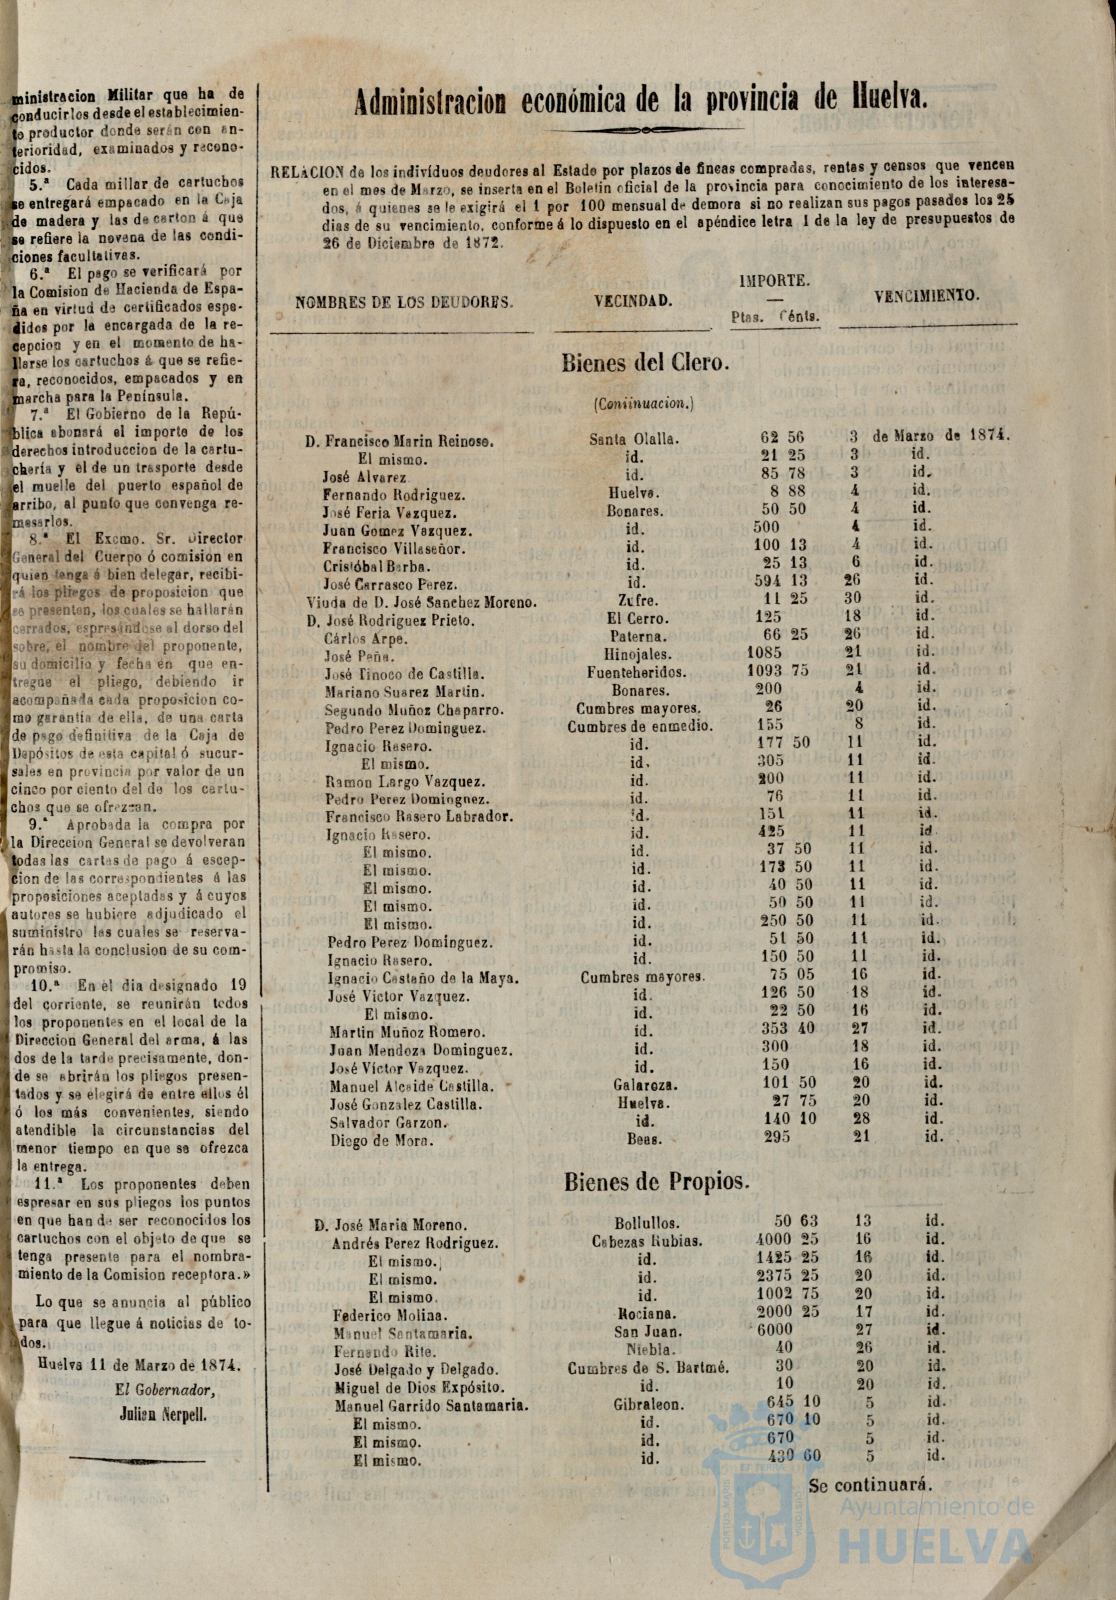 ministracion Militar que ha de
conducirlos desde el establecimien-
to productor donde serán con an-
terioridad, examinados y recono-
cidos.
5.ª Cada millar de cartuchos
se entregará empacado en la Caja
de madera y las de carton á que
se refiere la novena de las condi-
ciones facultativas.
6.ª El pago se verificará por
la Comision de Hacienda de Espa-
ña en virtud de certificados espe-
didos por la encargada de la re-
cepcion y en el momento de ha-
llarse los cartuchos á que se refie-
ra, reconocidos, empacados y en
marcha para la Península.
7.ª El Gobierno de la Repú-
blica abonará el importe de los
derechos introduccion de la cartu-
chería y el de un trasporte desde
el muelle del puerto español de
arribo, al punto que convenga re-
mesarlos.
8.ª El Excmo. Sr. Director
General del Cuerpo ó comision en
quien tenga á bien delegar, recibi-
rá los pliegos de proposicion que
se presenten, los cuales se hallarán
cerrados, espresándose al dorso del
sobre, el nombre del proponente,
su domicilio y fecha en que en-
tregue el pliego, debiendo ir
acompañada cada proposicion co-
mo garantía de ella, de una carta
de pago definitiva de la Caja de
Depósitos de esta capital ó sucur-
sales en provincia por valor de un
cinco por ciento del de los cartu-
chos que se ofrezcan.
9.ª Aprobada la compra por
la Direccion General se devolveran
todas las cartas de pago á escep-
cion de las correspondientes á las
proposiciones aceptadas y á cuyos
autores se hubiere adjudicado el
suministro las cuales se reserva-
rán hasta la conclusion de su com-
promiso.
10.ª En el dia designado 19
del corriente, se reunirán todos
los proponentes en el local de la
Direccion General del arma, á las
dos de la tarde precisamente, don-
de se abrirán los pliegos presen-
tados y se elegirá de entre ellos él
ó los más convenientes, siendo
atendible la circunstancias del
menor tiempo en que se ofrezca
la entrega.
11.ª Los proponentes deben
espresar en sus pliegos los puntos
en que han de ser reconocidos los
cartuchos con el objeto de que se
tenga presente para el nombra-
miento de la Comision receptora.»
Lo que se anuncia al público
para que llegue á noticias de to-
dos.
Huelva 11 de Marzo de 1874.
El Gobernador,
Julian Nerpell.
Administracion económica de la provincia de Huelva.
RELACION de los indivíduos deudores al Estado por plazos de fincas compradas, rentas y censos que vencen
en el mes de Marzo, se inserta en el Boletin oficial de la provincia para conocimiento de los interesa-
dos, á quienes se le exigirá el 1 por 100 mensual de demora si no realizan sus pagos pasados los 25
dias de su vencimiento, conforme á lo dispuesto en el apéndice letra I de la ley de presupuestos de
26 de Diciembre de 1872.
NOMBRES DE LOS DEUDORES. VECINDAD. IMPORTE. VENCIMIENTO.
Ptas. Cénts.
Bienes del Clero.
(Coniinuacion.)
D. Francisco Marin Reinoso. Santa Olalla. 62 56 3 de Marzo de 1874.
El mismo. id. 21 25 3 id.
José Alvarez id. 85 78 3 id.
Fernando Rodriguez. Huelva. 8 88 4 id.
José Feria Vazquez. Bonares. 50 50 4 id.
Juan Gomez Vazquez. id. 500 4 id.
Francisco Villaseñor. id. 100 13 4 id.
Cristóbal Barba. id. 25 13 6 id.
José Carrasco Perez. id. 594 13 26 id.
Viuda de D. José Sanchez Moreno. Zufre. 11 25 30 id.
D. José Rodriguez Prieto. El Cerro. 125 18 id.
Cárlos Arpe. Paterna. 66 25 26 id.
José Peña. Hinojales. 1085 21 id.
José Tinoco de Castilla. Fuenteheridos. 1093 75 21 id.
Mariano Suarez Martin. Bonares. 200 4 id.
Segundo Muñoz Chaparro. Cumbres mayores. 26 20 id.
Pedro Perez Dominguez. Cumbres de enmedio. 155 8 id.
Ignacio Rasero. id. 177 50 11 id.
El mismo. id. 305 11 id.
Ramon Largo Vazquez. id. 200 11 id.
Pedro Perez Domingnez. id. 76 11 id.
Francisco Rasero Labrador. id. 151 11 id.
Ignacio Rasero. id. 425 11 id
El mismo. id. 37 50 11 id.
El mismo. id. 173 50 11 id.
El mismo. id. 40 50 11 id.
El mismo. id. 50 50 11 id.
El mismo. id. 250 50 11 id.
Pedro Perez Domínguez. id. 51 50 11 id.
Ignacio Rasero. id. 150 50 11 id.
Ignacio Castaño de la Maya. Cumbres mayores. 75 05 16 id.
José Victor Vazquez. id. 126 50 18 id.
El mismo. id. 22 50 16 id.
Martin Muñoz Romero. id. 353 40 27 id.
Juan Mendoza Dominguez. id. 300 18 id.
José Víctor Vazquez. id. 150 16 id.
Manuel Alcaide Castilla. Galaroza. 101 50 20 id.
José Gonzalez Castilla. Huelva. 27 75 20 id.
Salvador Garzon. id. 140 10 28 id.
Diego de Mora. Beas. 295 21 id.
Bienes de Propios.
D. José Maria Moreno. Bollullos. 50 63 13 id.
Andrés Perez Rodriguez. Cabezas Rubias. 4000 25 16 id.
El mismo. id. 1425 25 16 id.
El mismo. id. 2375 25 20 id.
El mismo. id. 1002 75 20 id.
Federico Molina. Rociana. 2000 25 17 id.
Manuel Santamaria. San Juan. 6000 27 id.
Fernando Rite. Niebla. 40 26 id.
José Delgado y Delgado. Cumbres de S. Bartmé. 30 20 id.
Miguel de Dios Expósito. id. 10 20 id.
Manuel Garrido Santamaria. Gibraleon. 645 10 5 id.
El mismo. id. 670 10 5 id.
El mismo. id. 670 5 id.
El mismo. id. 430 60 5 id.
Se continuará.
Ayuntamiento de
HUELVA